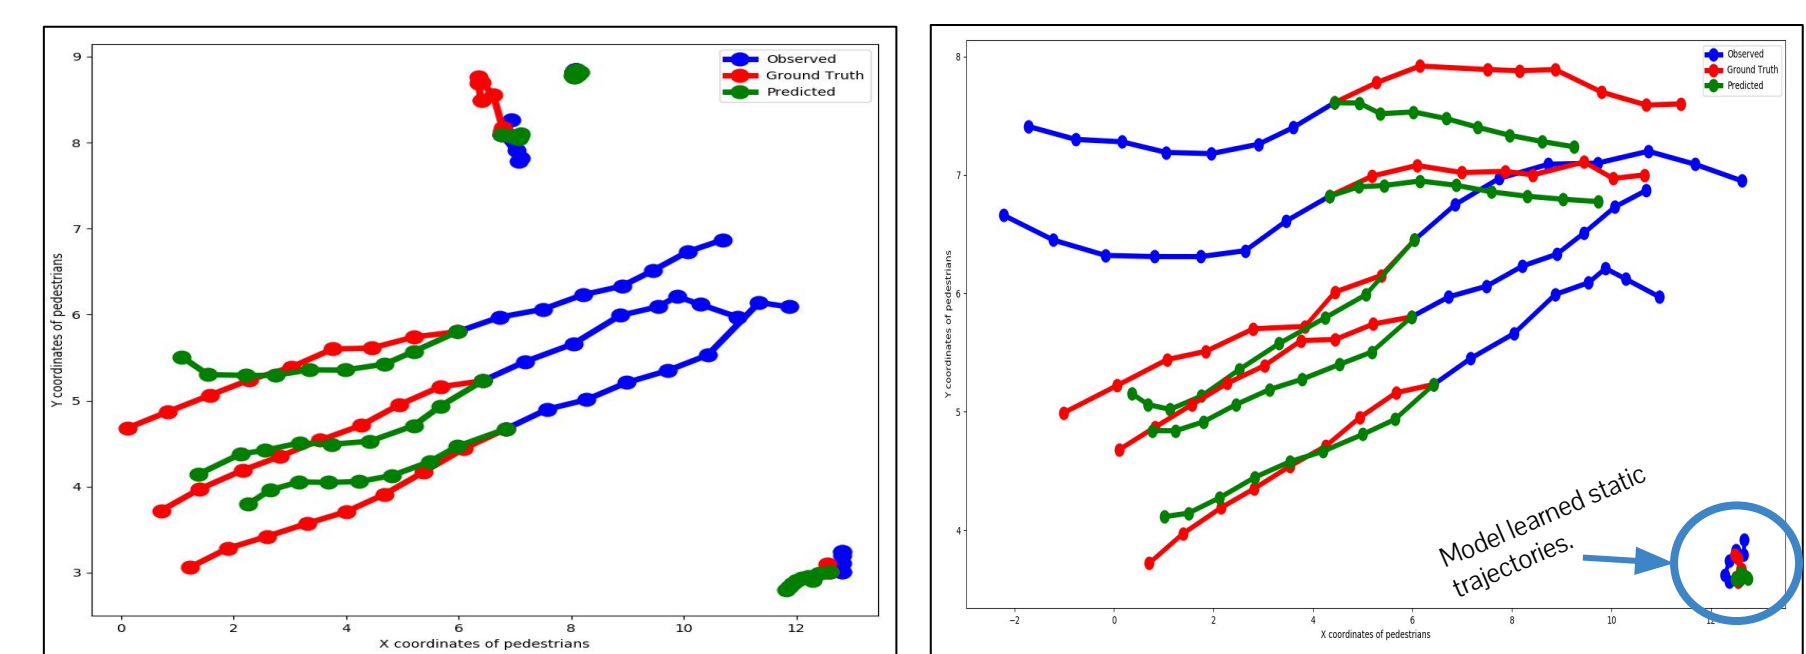 9
8
7
6
5
4
3
0
2
4
6
8
10
12
Y coordinates of pedestrians
X coordinates of pedestrians
Observed
Ground Truth
Predicted
8
7
6
5
4
−2
0
2
4
6
8
10
12
Y coordinates of pedestrians
X coordinates of pedestrians
Observed
Ground Truth
Predicted
Model learned static
trajectories.